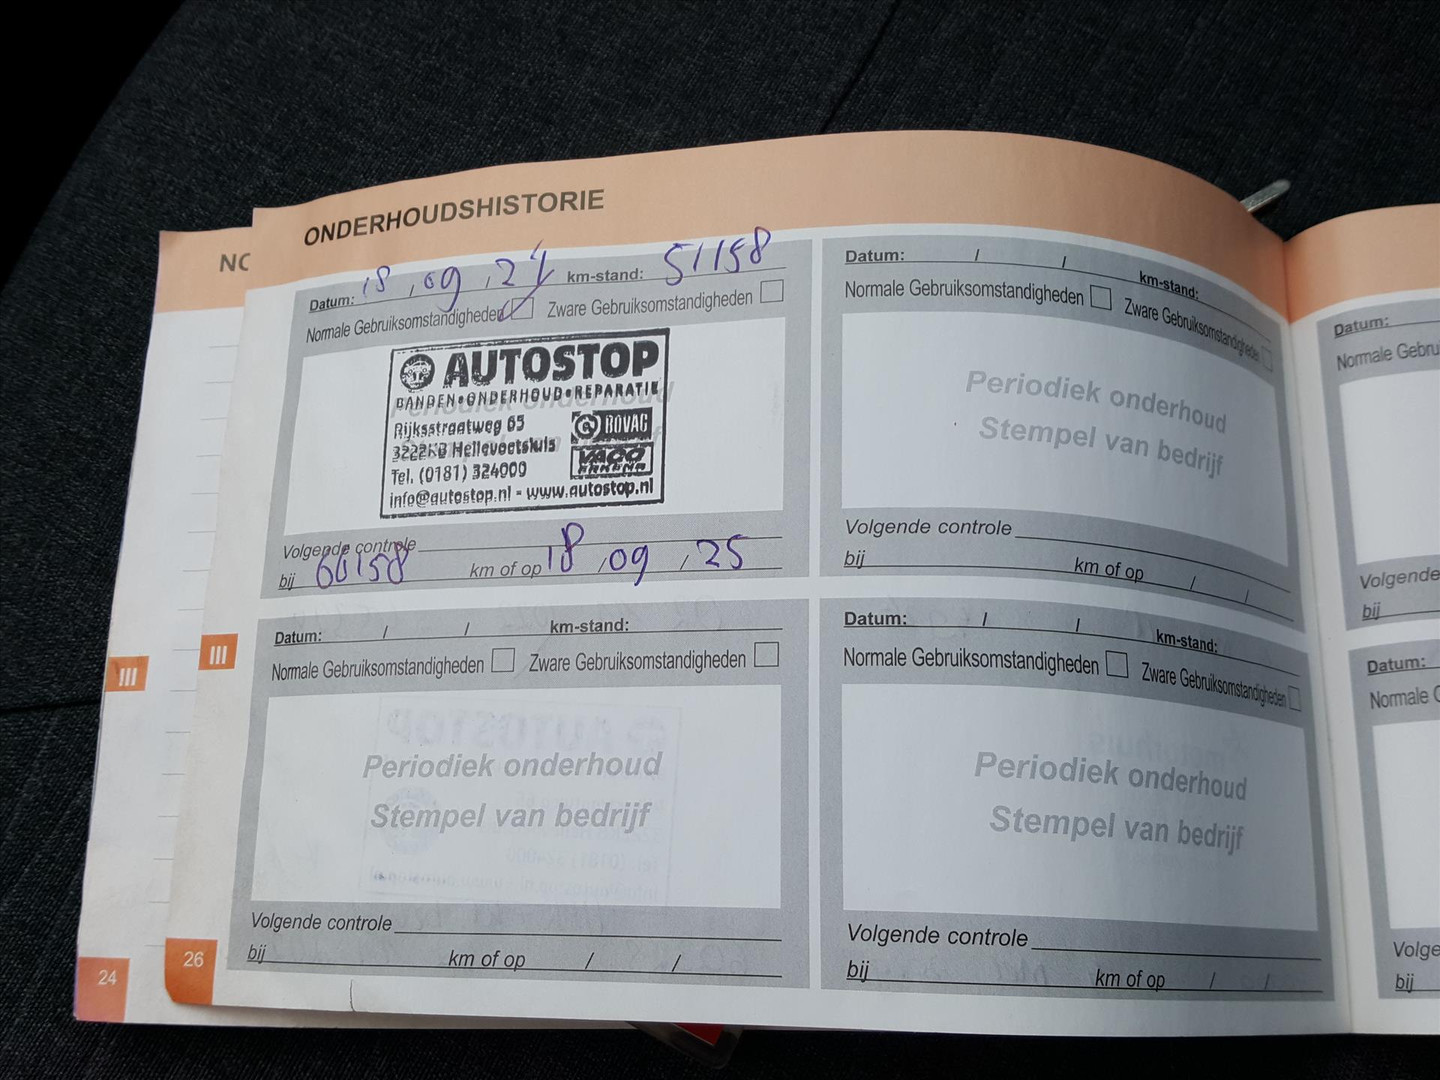 NO
ONDERHOUDSHISTORIE
Datum: 18 , 09 , 24 km-stand: 51158
Normale Gebruiksomstandigheden Zware Gebruiksomstandigheden
AUTOSTOP
BANDEN•ONDERHOUD•REPARATIE
Rijksstraatweg 65
3222KB Hellevoetsluis
Tel. (0181) 324000
info@autostop.nl - www.autostop.nl
BOVAG
VACO
Periodiek onderhoud
Volgende controle
bij 66158 km of op 18 , 09 , 25
Datum: / / km-stand:
Normale Gebruiksomstandigheden Zware Gebruiksomstandigheden
Periodiek onderhoud
Stempel van bedrijf
Volgende controle
bij km of op / /
Datum: / / km-stand:
Normale Gebruiksomstandigheden Zware Gebruiksomstandigheden
Periodiek onderhoud
Stempel van bedrijf
Volgende controle
bij km of op / /
Datum: / / km-stand:
Normale Gebruiksomstandigheden Zware Gebruiksomstandigheden
Periodiek onderhoud
Stempel van bedrijf
Volgende controle
bij km of op / /
Datum:
Normale Gebru
Volgende
bij
Datum:
Normale G
Volge
bij
III
III
24
26